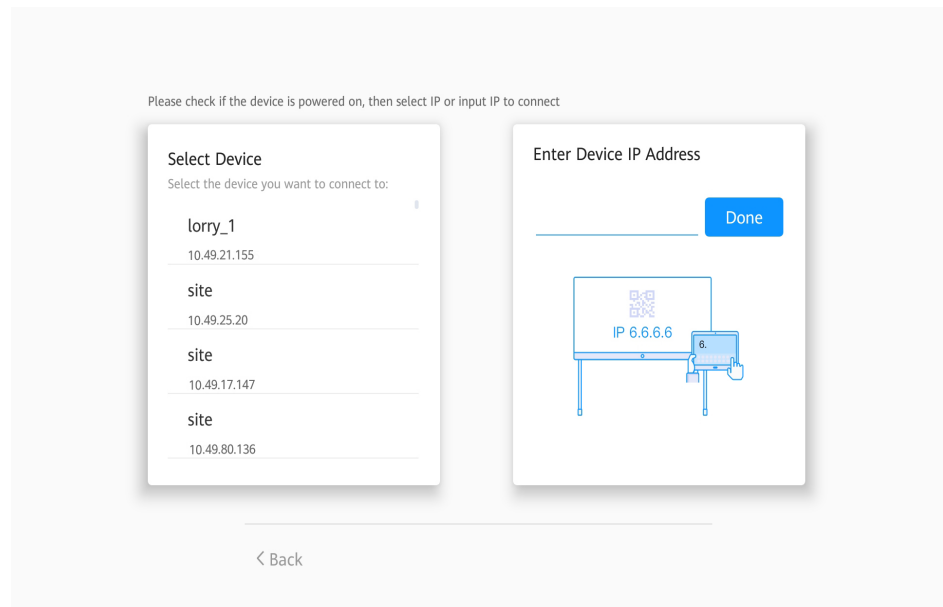 Please check if the device is powered on, then select IP or input IP to connect
Select Device
Select the device you want to connect to:
lorry_1
10.49.21.155
site
10.49.25.20
site
10.49.17.147
site
10.49.80.136
Enter Device IP Address
Done
IP 6.6.6.6
6.
Back